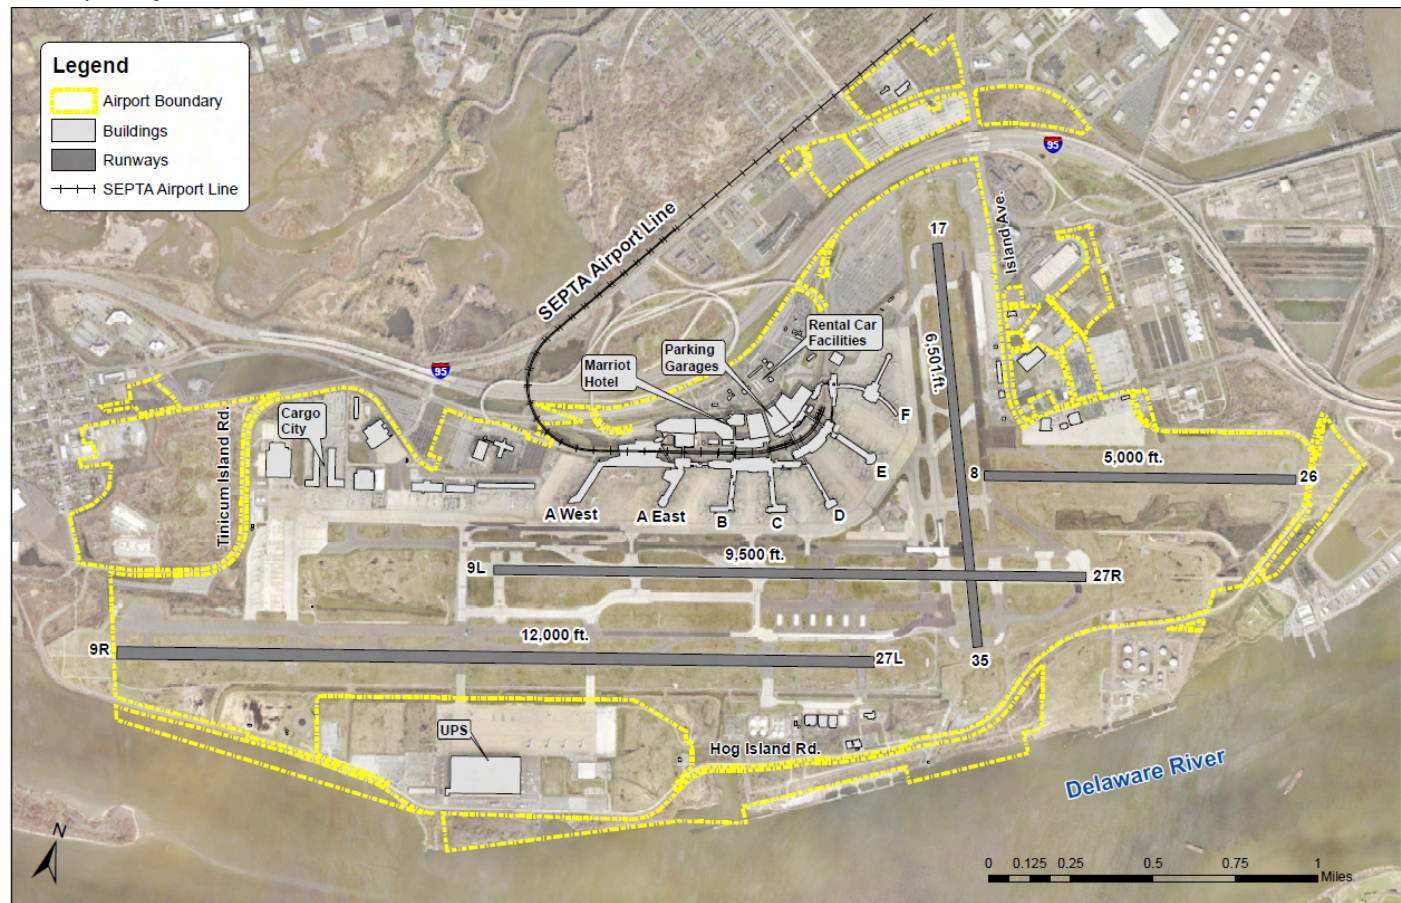 Legend
Airport Boundary
Buildings
Runways
SEPTA Airport Line
95
17
Island Ave.
SEPTA Airport Line
6,501 ft.
Rental Car
Facilities
Parking
Garages
Marriot
Hotel
95
Cargo
City
Tinicum Island Rd.
F
E
D
C
B
A East
A West
5,000 ft.
8
26
9,500 ft.
9L
27R
12,000 ft.
9R
27L
35
UPS
Hog Island Rd.
Delaware River
N
0 0.125 0.25 0.5 0.75 1
Miles